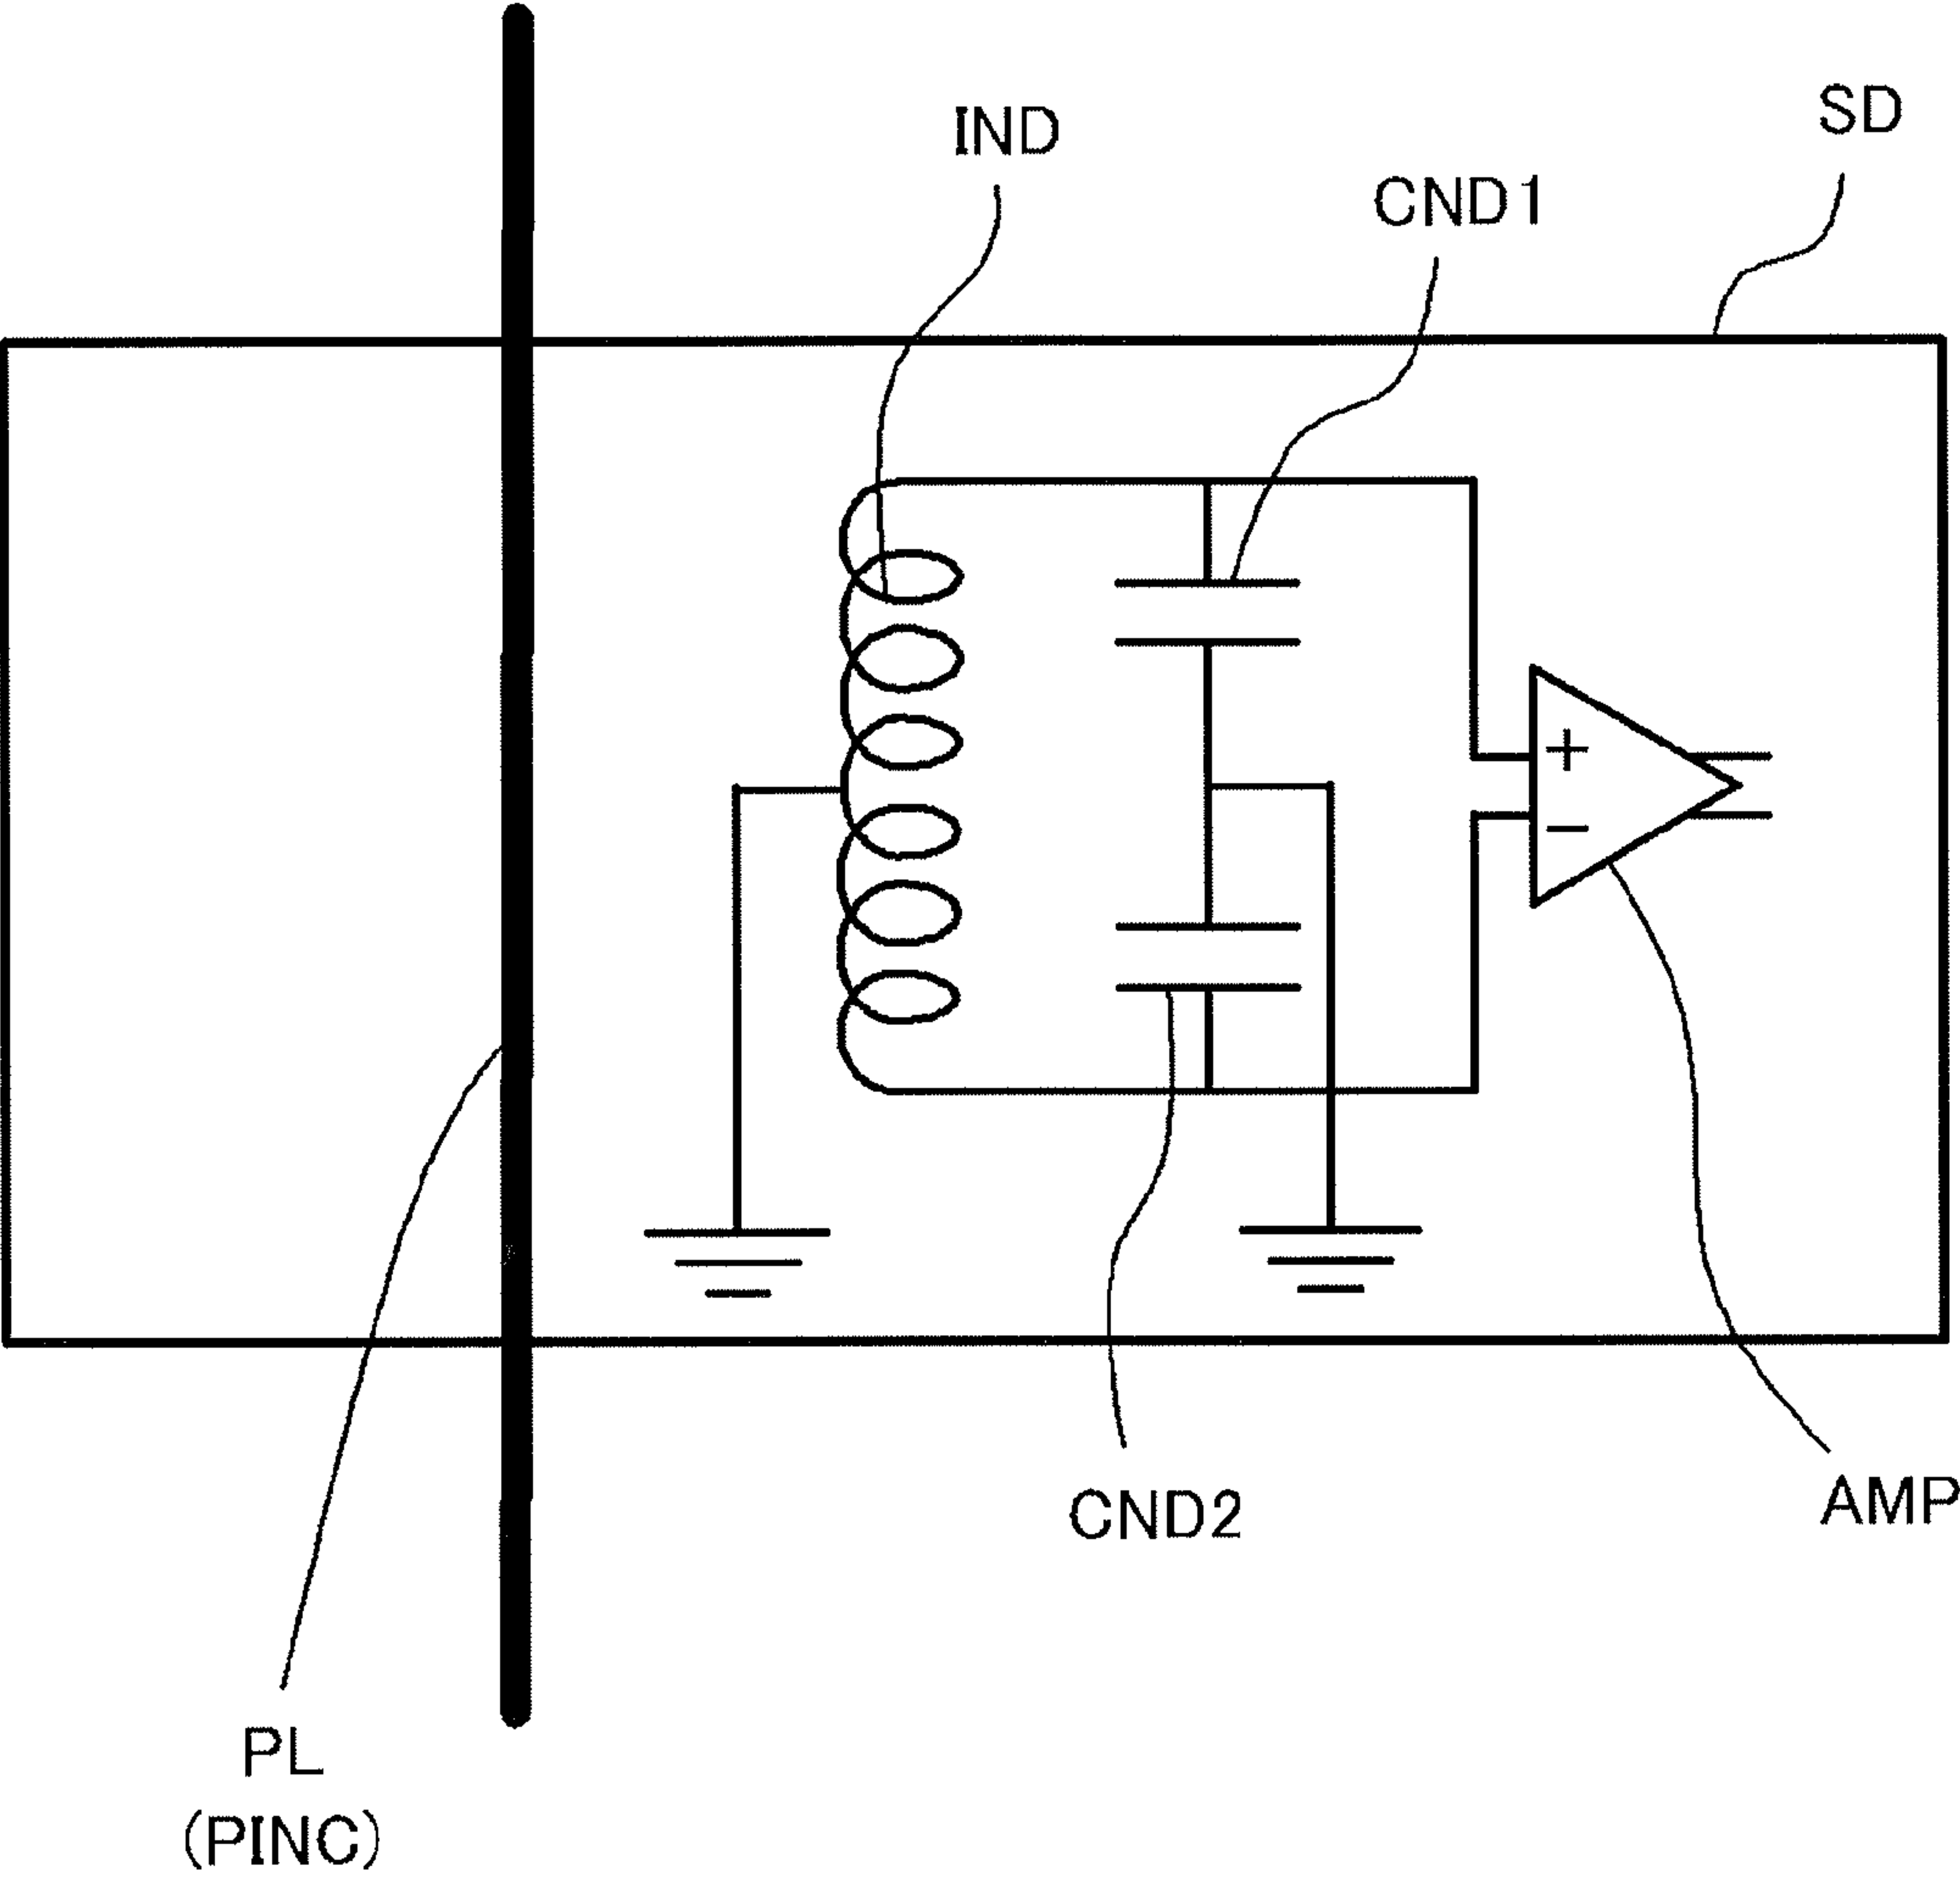 SD
IND
CND1
+
−
CND2
AMP
PL
(PINC)